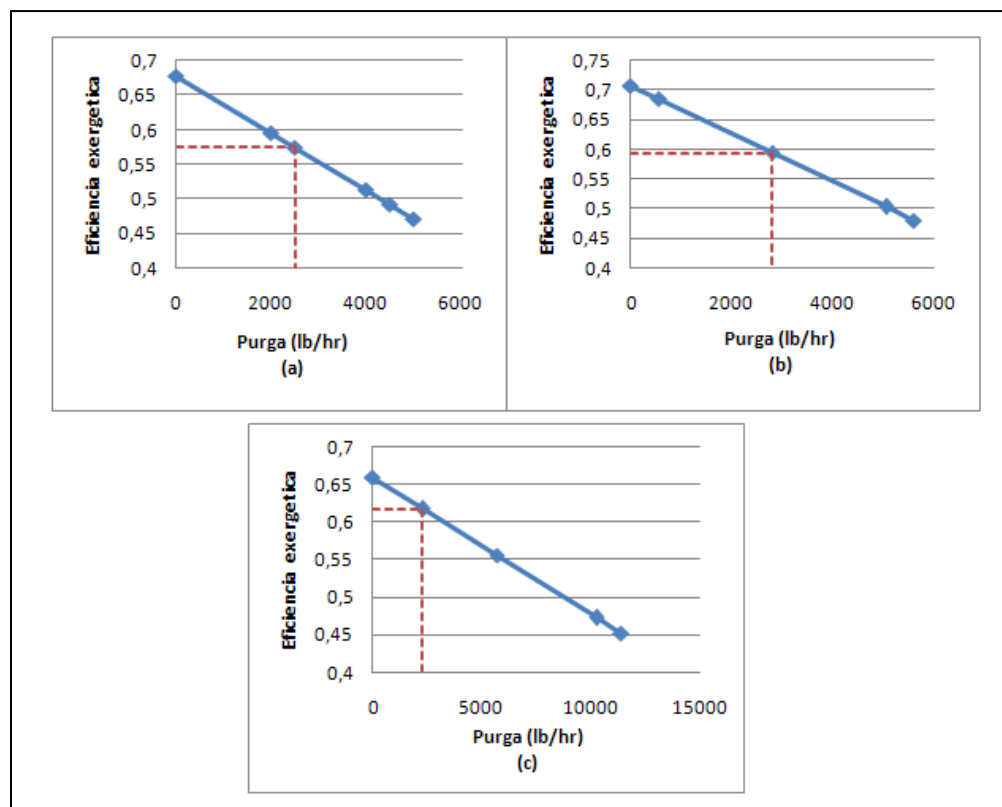 0,7
0,65
0,6
0,55
0,5
0,45
0,4
Eficiencia exergetica
0 2000 4000 6000
Purga (lb/hr)
(a)
0,75
0,7
0,65
0,6
0,55
0,5
0,45
0,4
Eficiencia exergetica
0 2000 4000 6000
Purga (lb/hr)
(b)
0,7
0,65
0,6
0,55
0,5
0,45
0,4
Eficiencia exergetica
0 5000 10000 15000
Purga (lb/hr)
(c)